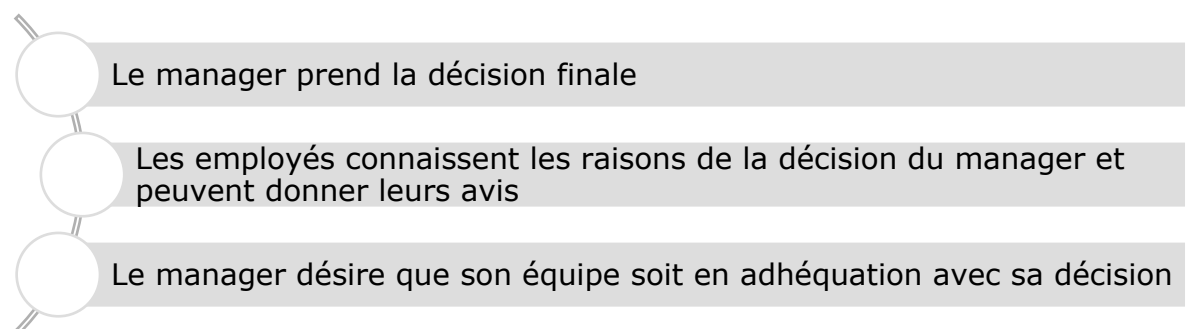 Le manager prend la décision finale
Les employés connaissent les raisons de la décision du manager et
peuvent donner leurs avis
Le manager désire que son équipe soit en adhéquation avec sa décision